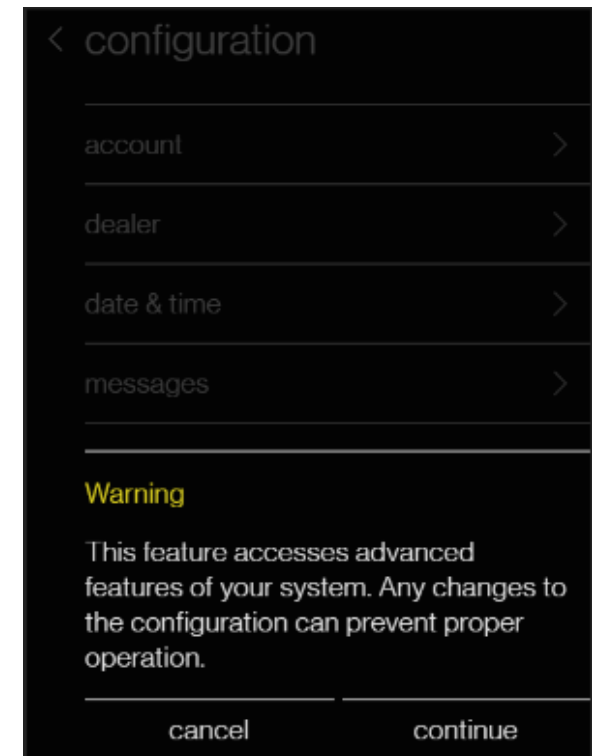 configuration
account
dealer
date & time
messages
Warning
This feature accesses advanced
features of your system. Any changes to
the configuration can prevent proper
operation.
cancel continue